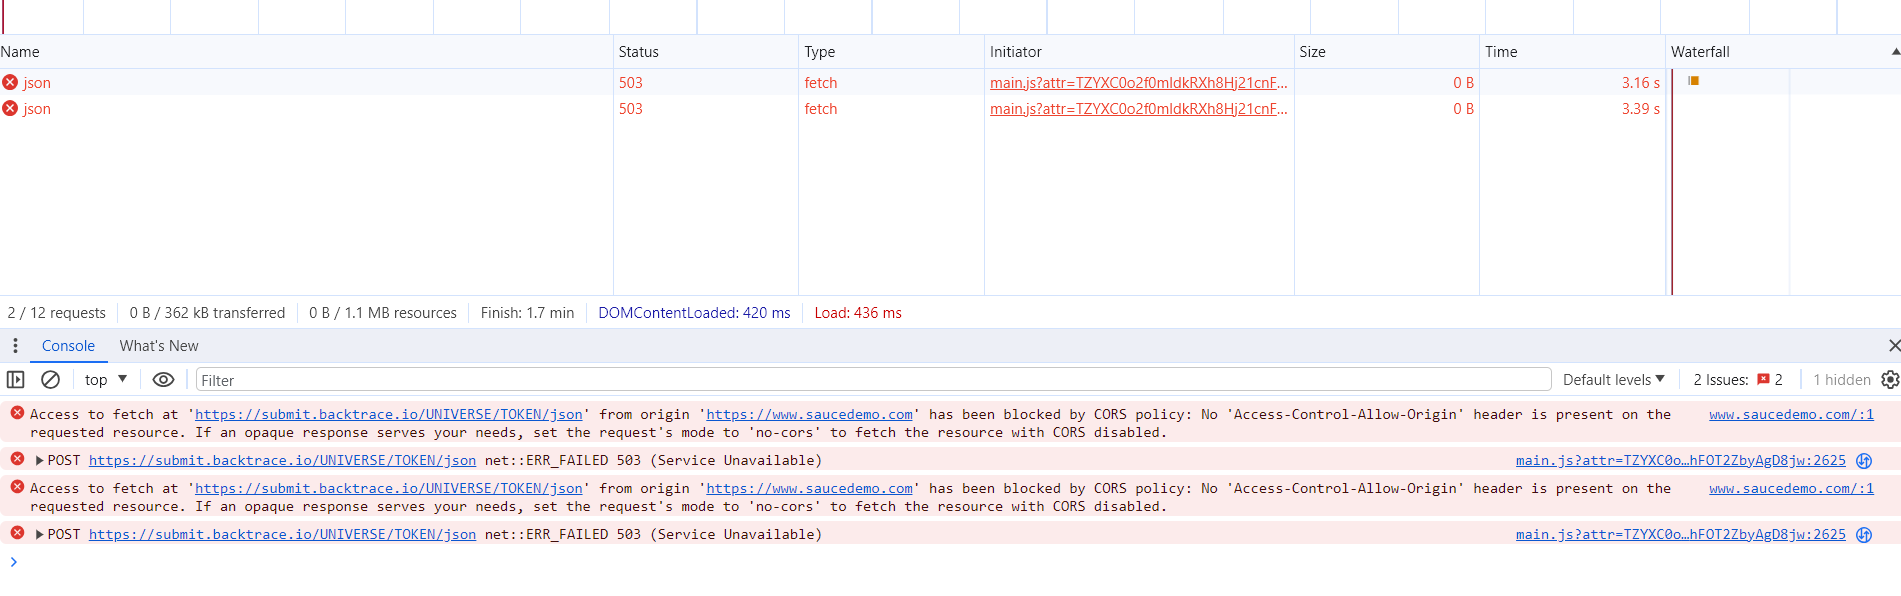 Name Status Type Initiator Size Time Waterfall
json 503 fetch main.js?attr=TZYXC0o2f0mldkRXh8Hj21cnF... 0 B 3.16 s
json 503 fetch main.js?attr=TZYXC0o2f0mldkRXh8Hj21cnF... 0 B 3.39 s
2 / 12 requests 0 B / 362 kB transferred 0 B / 1.1 MB resources Finish: 1.7 min DOMContentLoaded: 420 ms Load: 436 ms
Console What's New
top Filter Default levels 2 Issues: 2 1 hidden
Access to fetch at 'https://submit.backtrace.io/UNIVERSE/TOKEN/json' from origin 'https://www.saucedemo.com' has been blocked by CORS policy: No 'Access-Control-Allow-Origin' header is present on the www.saucedemo.com/:1
requested resource. If an opaque response serves your needs, set the request's mode to 'no-cors' to fetch the resource with CORS disabled.
POST https://submit.backtrace.io/UNIVERSE/TOKEN/json net::ERR_FAILED 503 (Service Unavailable) main.js?attr=TZYXC0o…hFOT2ZbyAgD8jw:2625
Access to fetch at 'https://submit.backtrace.io/UNIVERSE/TOKEN/json' from origin 'https://www.saucedemo.com' has been blocked by CORS policy: No 'Access-Control-Allow-Origin' header is present on the www.saucedemo.com/:1
requested resource. If an opaque response serves your needs, set the request's mode to 'no-cors' to fetch the resource with CORS disabled.
POST https://submit.backtrace.io/UNIVERSE/TOKEN/json net::ERR_FAILED 503 (Service Unavailable) main.js?attr=TZYXC0o…hFOT2ZbyAgD8jw:2625